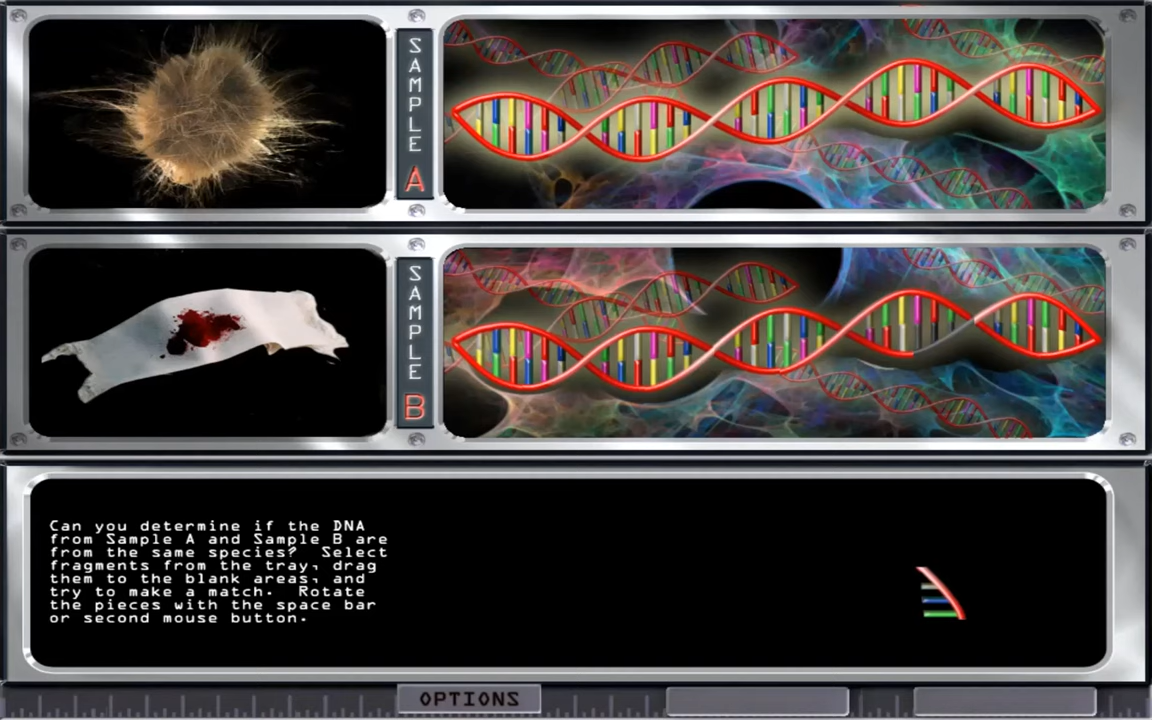 SAMPLE A
SAMPLE B
Can you determine if the DNA
from Sample A and Sample B are
from the same species?  Select
fragments from the tray, drag
them to the blank areas, and
try to make a match.  Rotate
the pieces with the space bar
or second mouse button.
OPTIONS